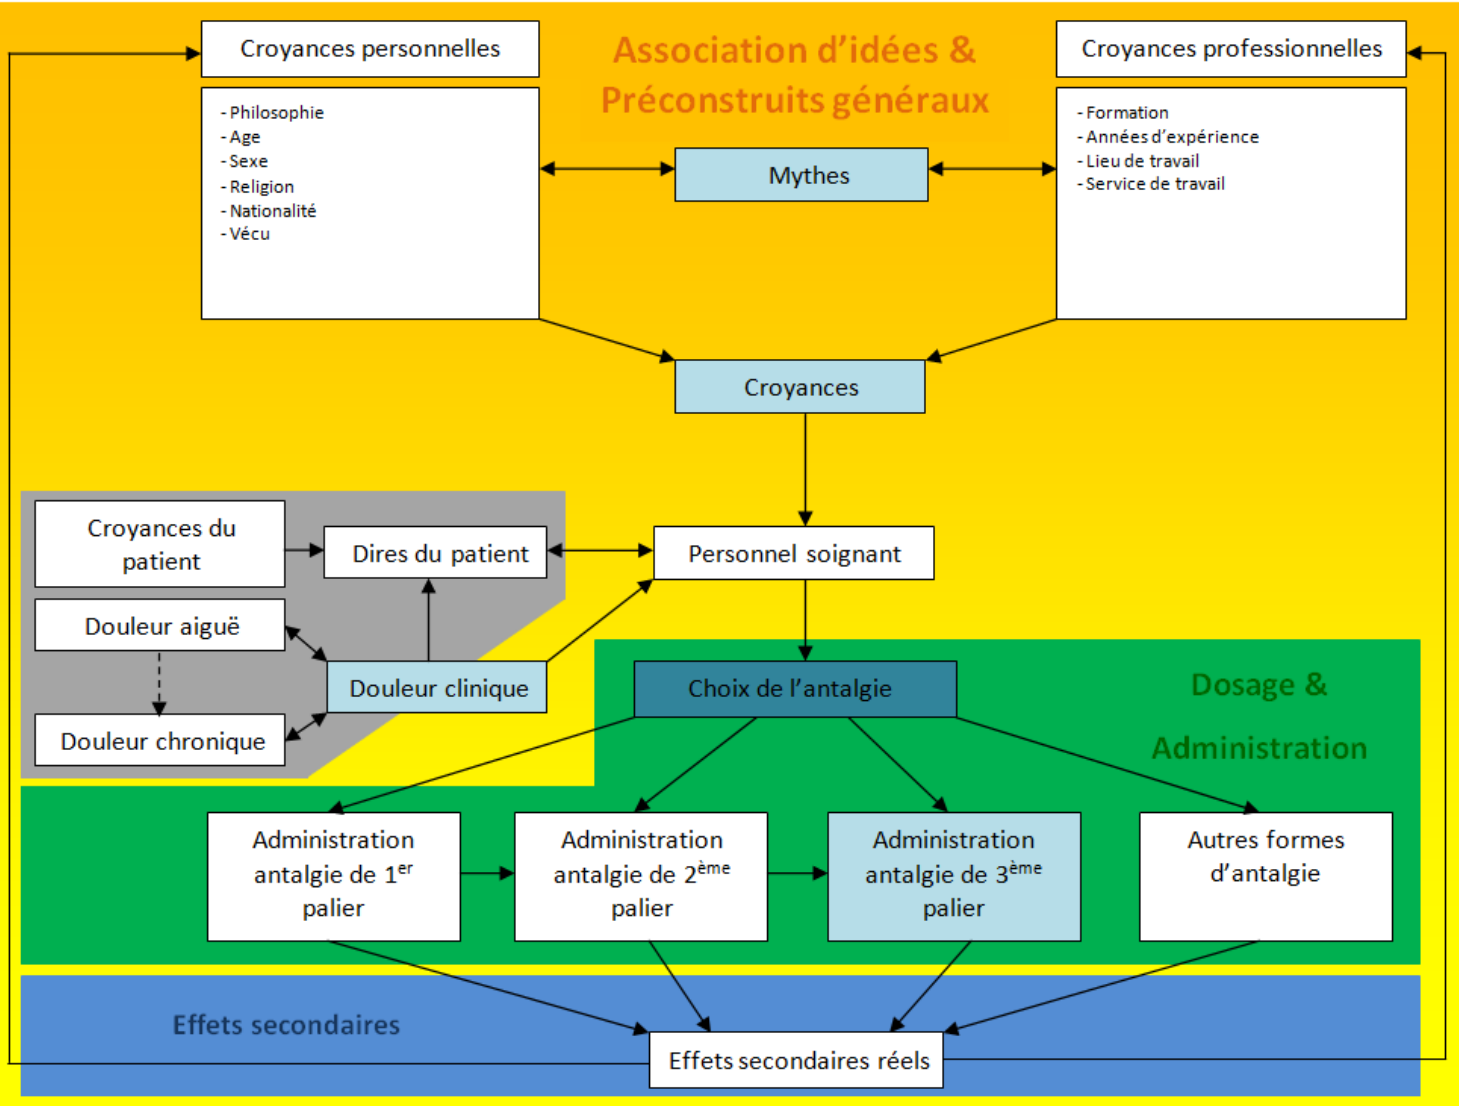 Croyances personnelles
Association d'idées &
Préconstruits généraux
Croyances professionnelles
- Philosophie
- Age
- Sexe
- Religion
- Nationalité
- Vécu
Mythes
- Formation
- Années d'expérience
- Lieu de travail
- Service de travail
Croyances
Croyances du
patient
Dires du patient
Personnel soignant
Douleur aiguë
Douleur clinique
Douleur chronique
Choix de l'antalgie
Dosage &
Administration
Administration
antalgie de 1er
palier
Administration
antalgie de 2ème
palier
Administration
antalgie de 3ème
palier
Autres formes
d'antalgie
Effets secondaires
Effets secondaires réels